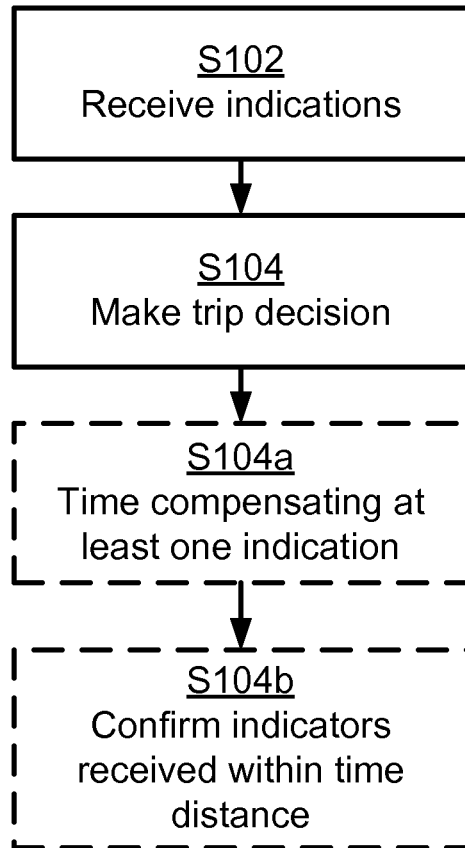 S102
Receive indications
S104
Make trip decision
S104a
Time compensating at
least one indication
S104b
Confirm indicators
received within time
distance